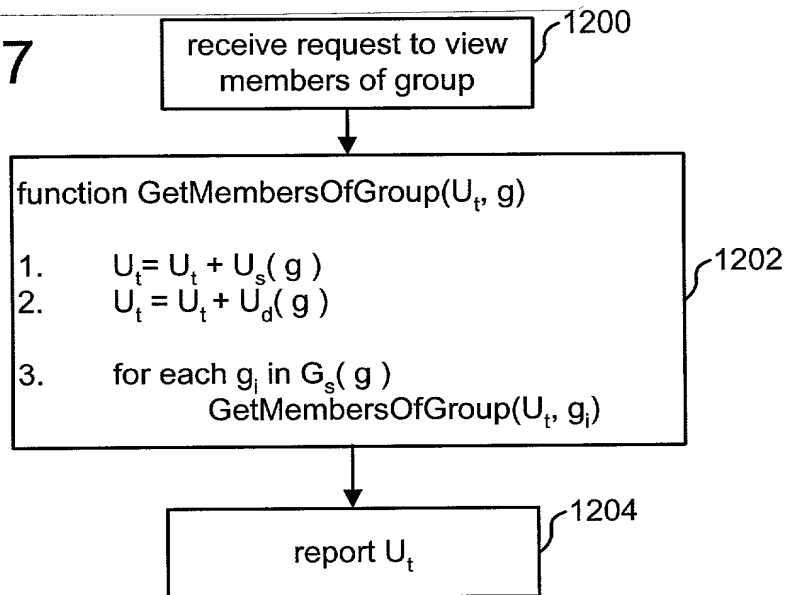 7
receive request to view
members of group
1200
function GetMembersOfGroup(Uₜ, g)
1. Uₜ= Uₜ + Uₛ( g )
2. Uₜ = Uₜ + U_d( g )
1202
3. for each gᵢ in Gₛ( g )
GetMembersOfGroup(Uₜ, gᵢ)
1204
report Uₜ